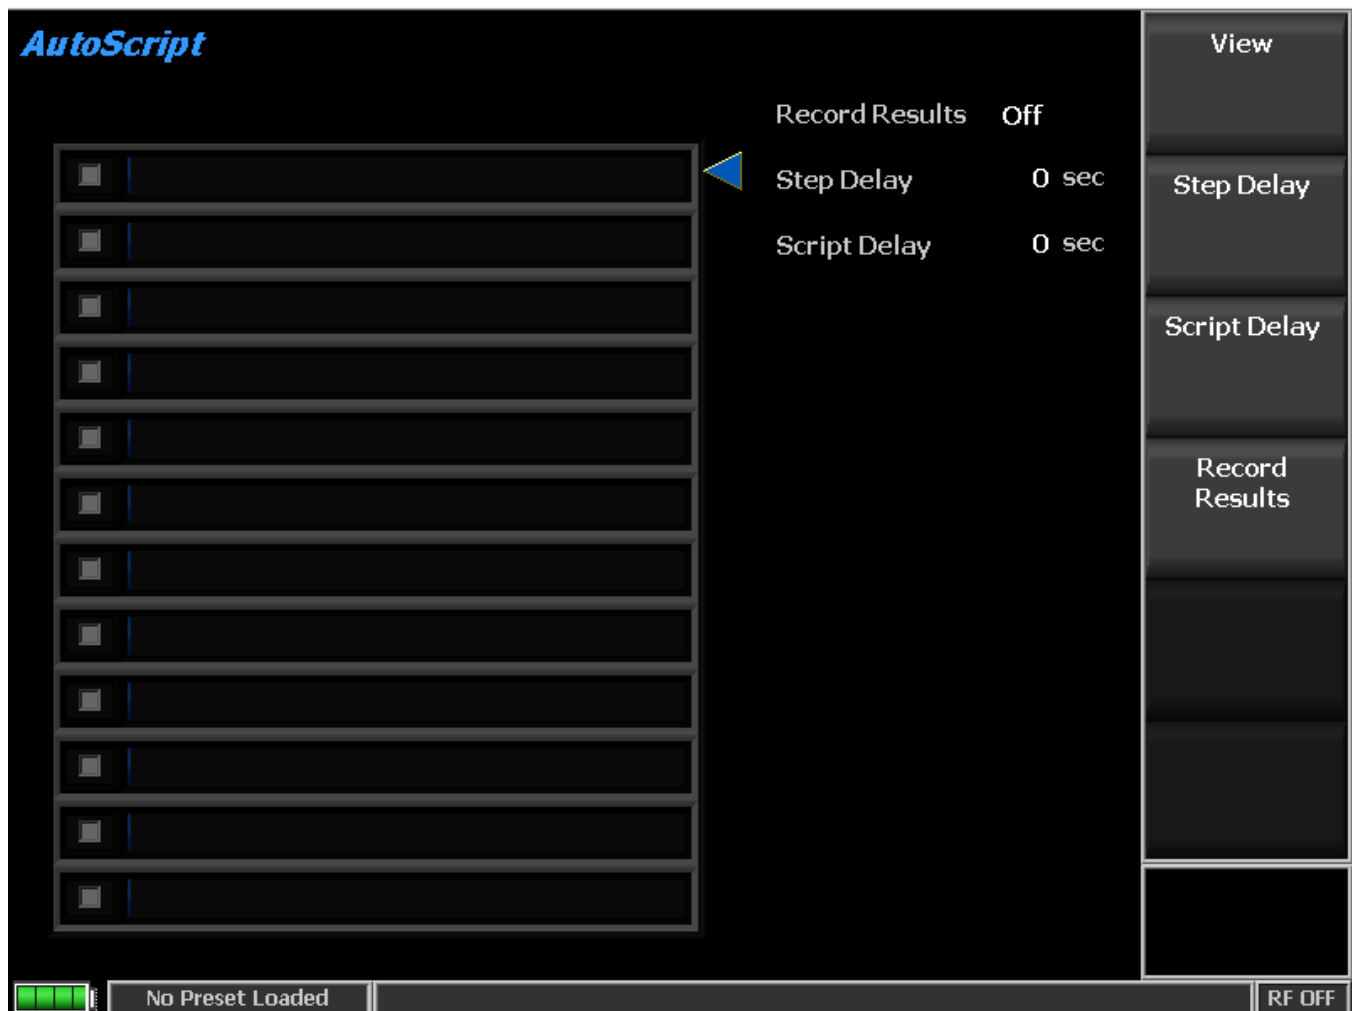 AutoScript
Record Results Off
Step Delay 0 sec
Script Delay 0 sec
View
Step Delay
Script Delay
Record
Results
No Preset Loaded
RF OFF